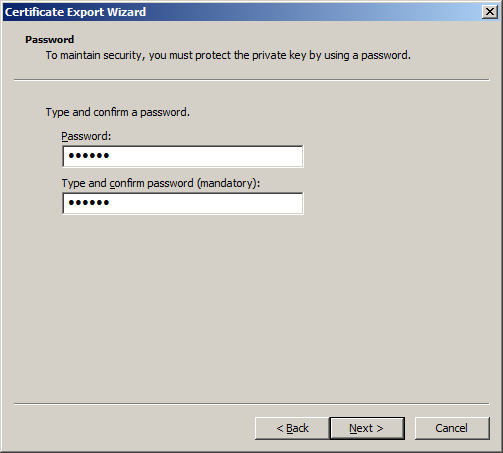 Certificate Export Wizard
Password
To maintain security, you must protect the private key by using a password.
Type and confirm a password.
Password:
••••••
Type and confirm password (mandatory):
••••••
< Back
Next >
Cancel